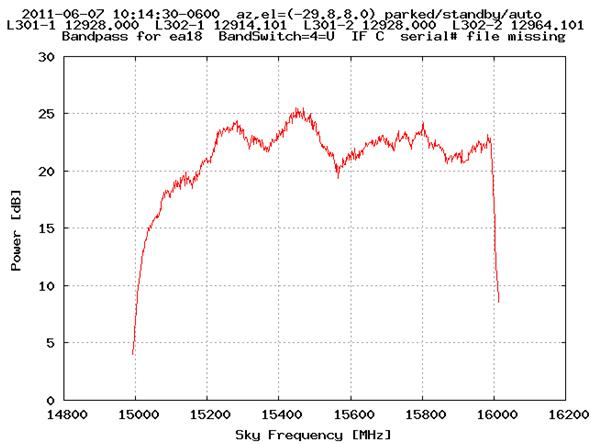 2011-06-07 10:14:30-0600 az,el=(-29.8,8.0) parked/standby/auto
L301-1 12928.000 L302-1 12914.101 L301-2 12928.000 L302-2 12964.101
Bandpass for ea18 BandSwitch=4=U IF C serial# file missing
30
25
20
15
10
5
0
Power [dB]
14800 15000 15200 15400 15600 15800 16000 16200
Sky Frequency [MHz]